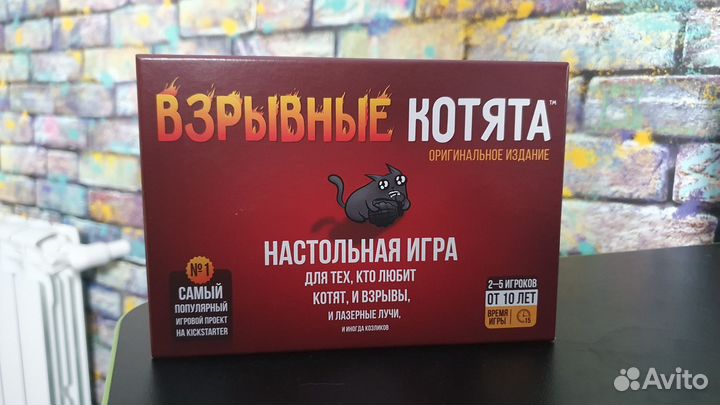 ВЗРЫВНЫЕ КОТЯТА™
ОРИГИНАЛЬНОЕ ИЗДАНИЕ
НАСТОЛЬНАЯ ИГРА
ДЛЯ ТЕХ, КТО ЛЮБИТ
КОТЯТ, И ВЗРЫВЫ,
И ЛАЗЕРНЫЕ ЛУЧИ,
И ИНОГДА КОЗЛИКОВ
№1
САМЫЙ
ПОПУЛЯРНЫЙ
ИГРОВОЙ ПРОЕКТ
НА KICKSTARTER
2–5 ИГРОКОВ
ОТ 10 ЛЕТ
ВРЕМЯ
ИГРЫ
15
Avito